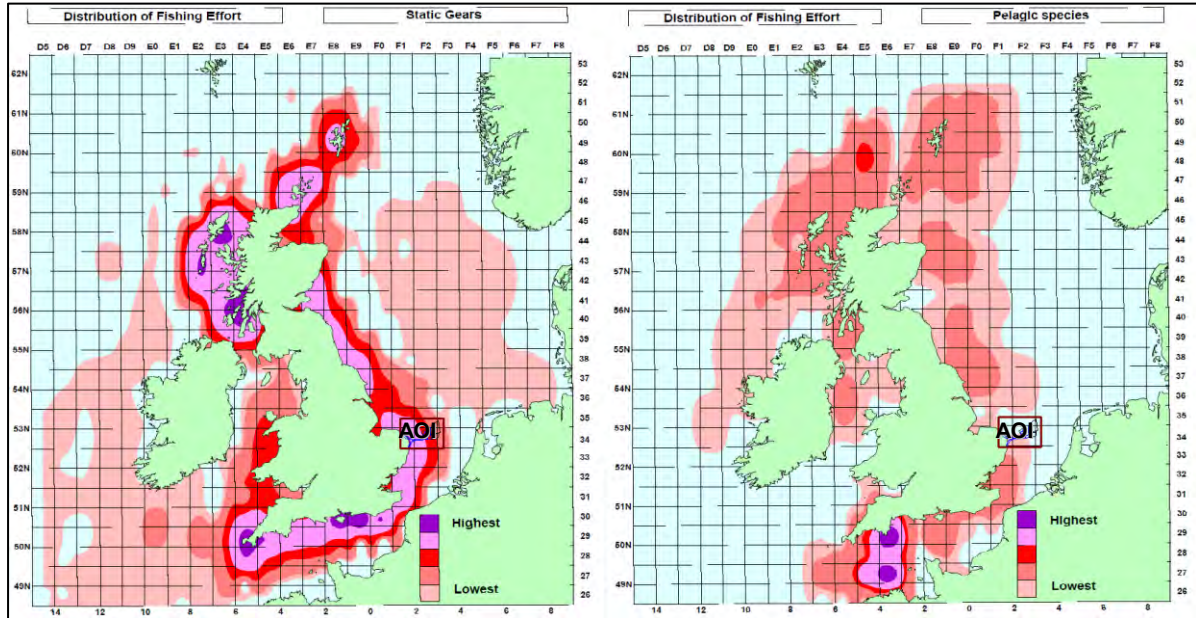 Distribution of Fishing Effort
Static Gears
D5 D6 D7 D8 D9 E0 E1 E2 E3 E4 E5 E6 E7 E8 E9 F0 F1 F2 F3 F4 F5 F6 F7 F8
62N
61N
60N
59N
58N
57N
56N
55N
54N
53N
52N
51N
50N
49N
53
52
51
50
49
48
47
46
45
44
43
42
41
40
39
38
37
36
35
34
33
32
31
30
29
28
27
26
AOI
Highest
Lowest
14 12 10 8 6 4 2 0 2 4 6 8
Distribution of Fishing Effort
Pelagic species
D5 D6 D7 D8 D9 E0 E1 E2 E3 E4 E5 E6 E7 E8 E9 F0 F1 F2 F3 F4 F5 F6 F7 F8
62N
61N
60N
59N
58N
57N
56N
55N
54N
53N
52N
51N
50N
49N
53
52
51
50
49
48
47
46
45
44
43
42
41
40
39
38
37
36
35
34
33
32
31
30
29
28
27
26
AOI
Highest
Lowest
14 12 10 8 6 4 2 0 2 4 6 8